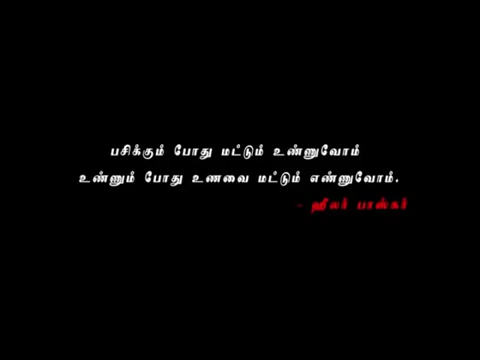 பசிக்கும் போது மட்டும் உண்ணுவோம்
உண்ணும் போது உணவை மட்டும் எண்ணுவோம்.
- ஹீலர் பாஸ்கர்